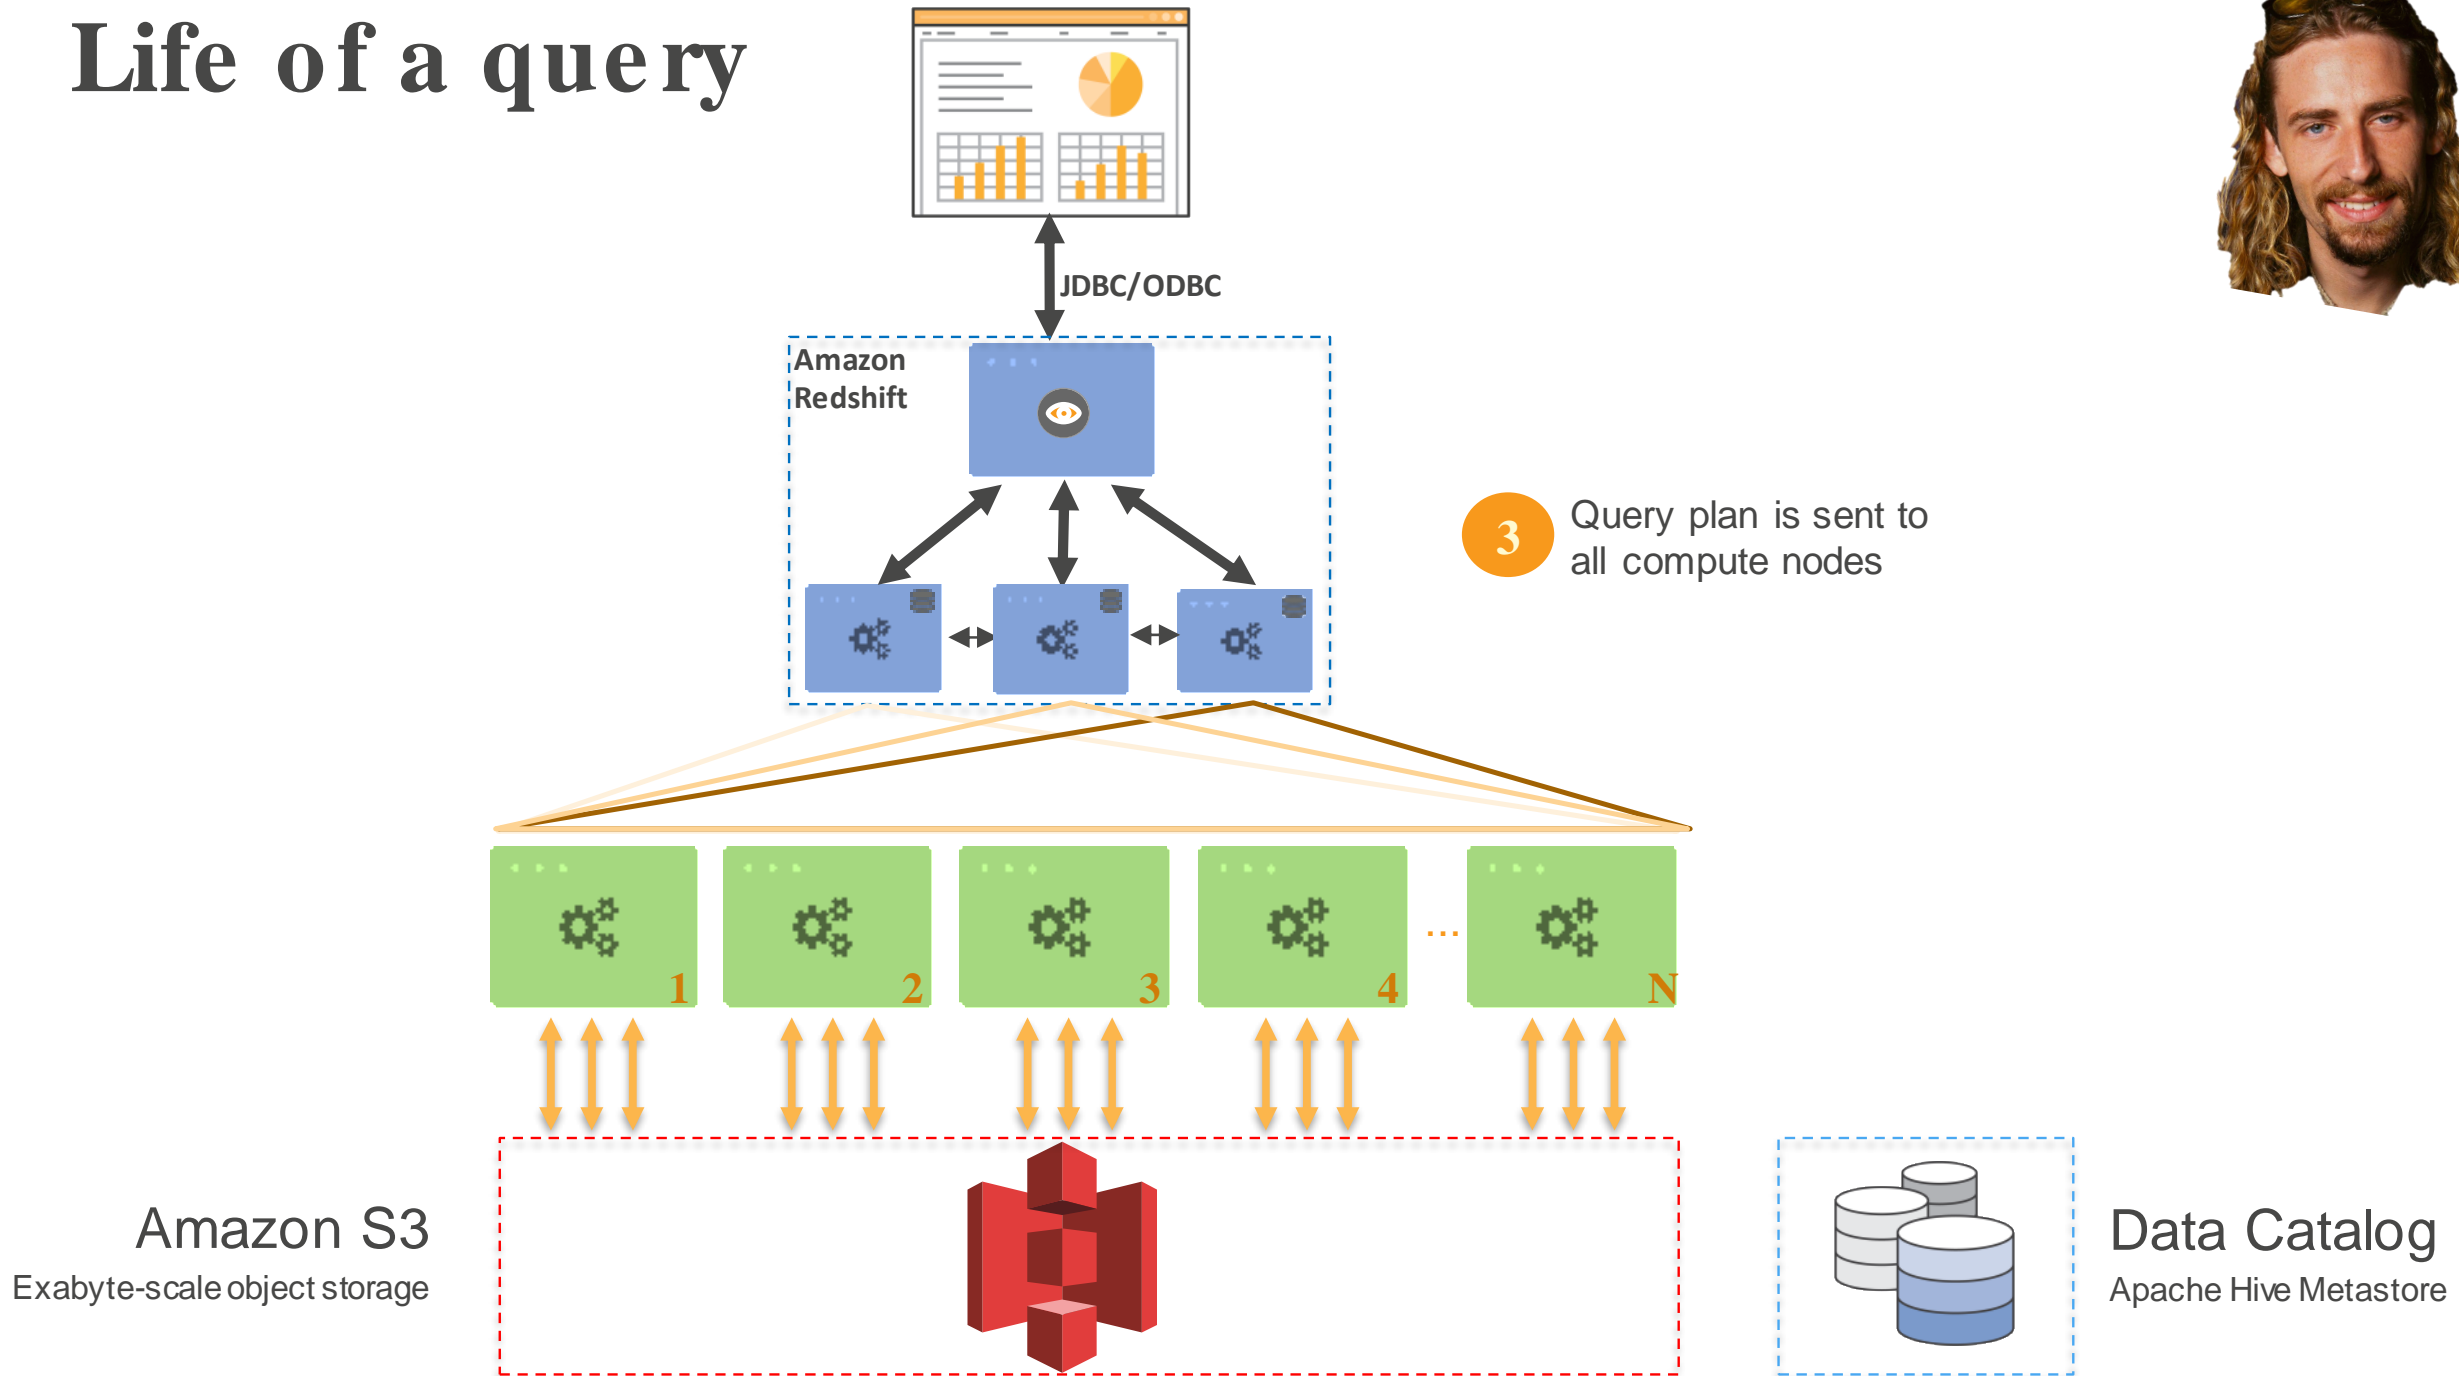 Life of a query
JDBC/ODBC
Amazon
Redshift
3
Query plan is sent to
all compute nodes
1
2
3
4
...
N
Amazon S3
Exabyte-scale object storage
Data Catalog
Apache Hive Metastore